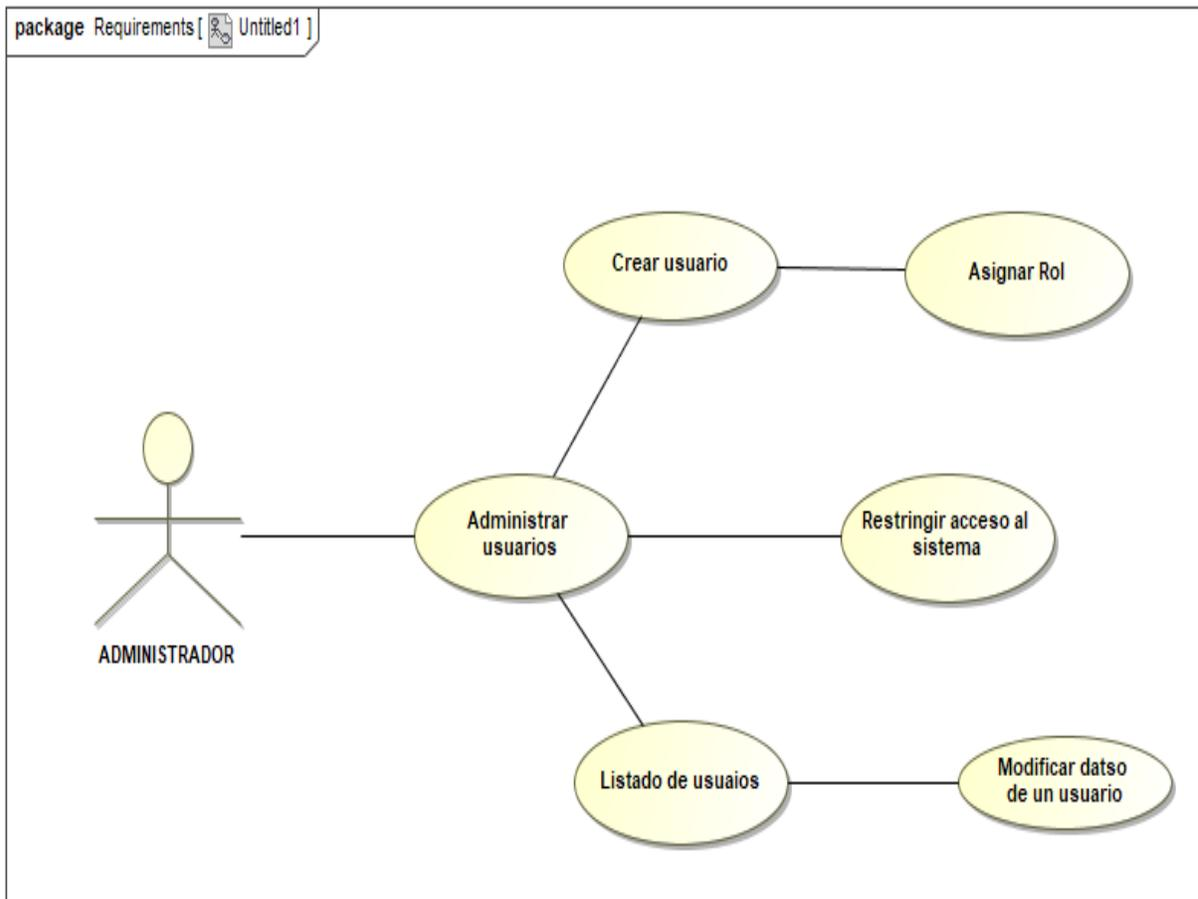 package Requirements [ Untitled1 ]
Crear usuario
Asignar Rol
Administrar
usuarios
Restringir acceso al
sistema
ADMINISTRADOR
Listado de usuaios
Modificar datso
de un usuario